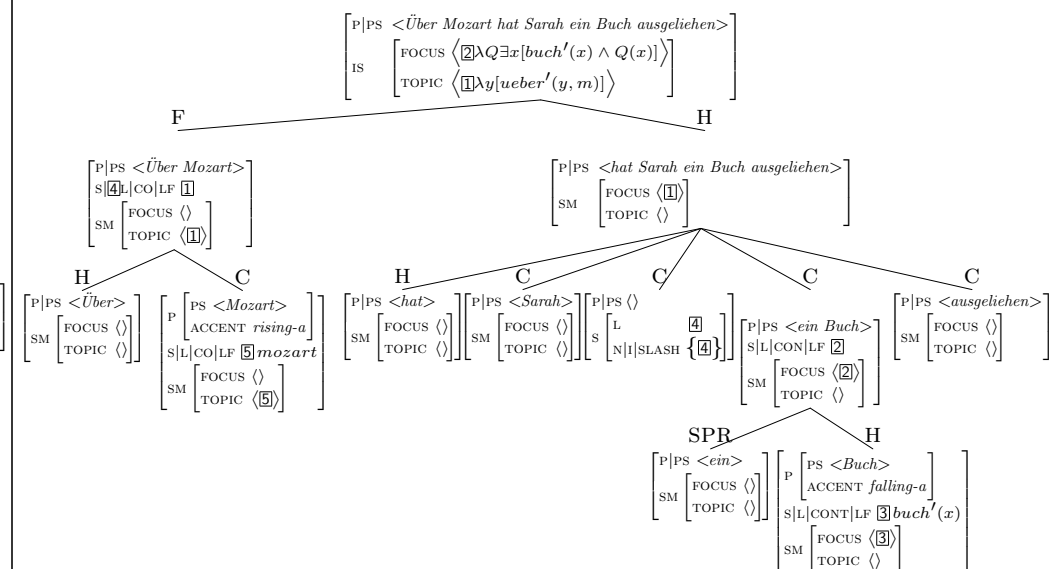 P|PS <Über Mozart hat Sarah ein Buch ausgeliehen>
IS [FOCUS ⟨[2]λQ∃x[buch′(x) ∧ Q(x)]⟩
TOPIC ⟨[1]λy[ueber′(y, m)]⟩]
F H
P|PS <Über Mozart>
S|[4]L|CO|LF [1]
SM [FOCUS ⟨⟩
TOPIC ⟨[1]⟩]
P|PS <hat Sarah ein Buch ausgeliehen>
SM [FOCUS ⟨[1]⟩
TOPIC ⟨⟩]
H C
P|PS <Über>
SM [FOCUS ⟨⟩
TOPIC ⟨⟩]
P [PS <Mozart>
ACCENT rising-a]
S|L|CO|LF [5]mozart
SM [FOCUS ⟨⟩
TOPIC ⟨[5]⟩]
H C C C C
P|PS <hat>
SM [FOCUS ⟨⟩
TOPIC ⟨⟩]
P|PS <Sarah>
SM [FOCUS ⟨⟩
TOPIC ⟨⟩]
P|PS ⟨⟩
S [L [4]
N|I|SLASH {[4]}]
P|PS <ein Buch>
S|L|CON|LF [2]
SM [FOCUS ⟨[2]⟩
TOPIC ⟨⟩]
P|PS <ausgeliehen>
SM [FOCUS ⟨⟩
TOPIC ⟨⟩]
SPR H
P|PS <ein>
SM [FOCUS ⟨⟩
TOPIC ⟨⟩]
P [PS <Buch>
ACCENT falling-a]
S|L|CONT|LF [3]buch′(x)
SM [FOCUS ⟨[3]⟩
TOPIC ⟨⟩]